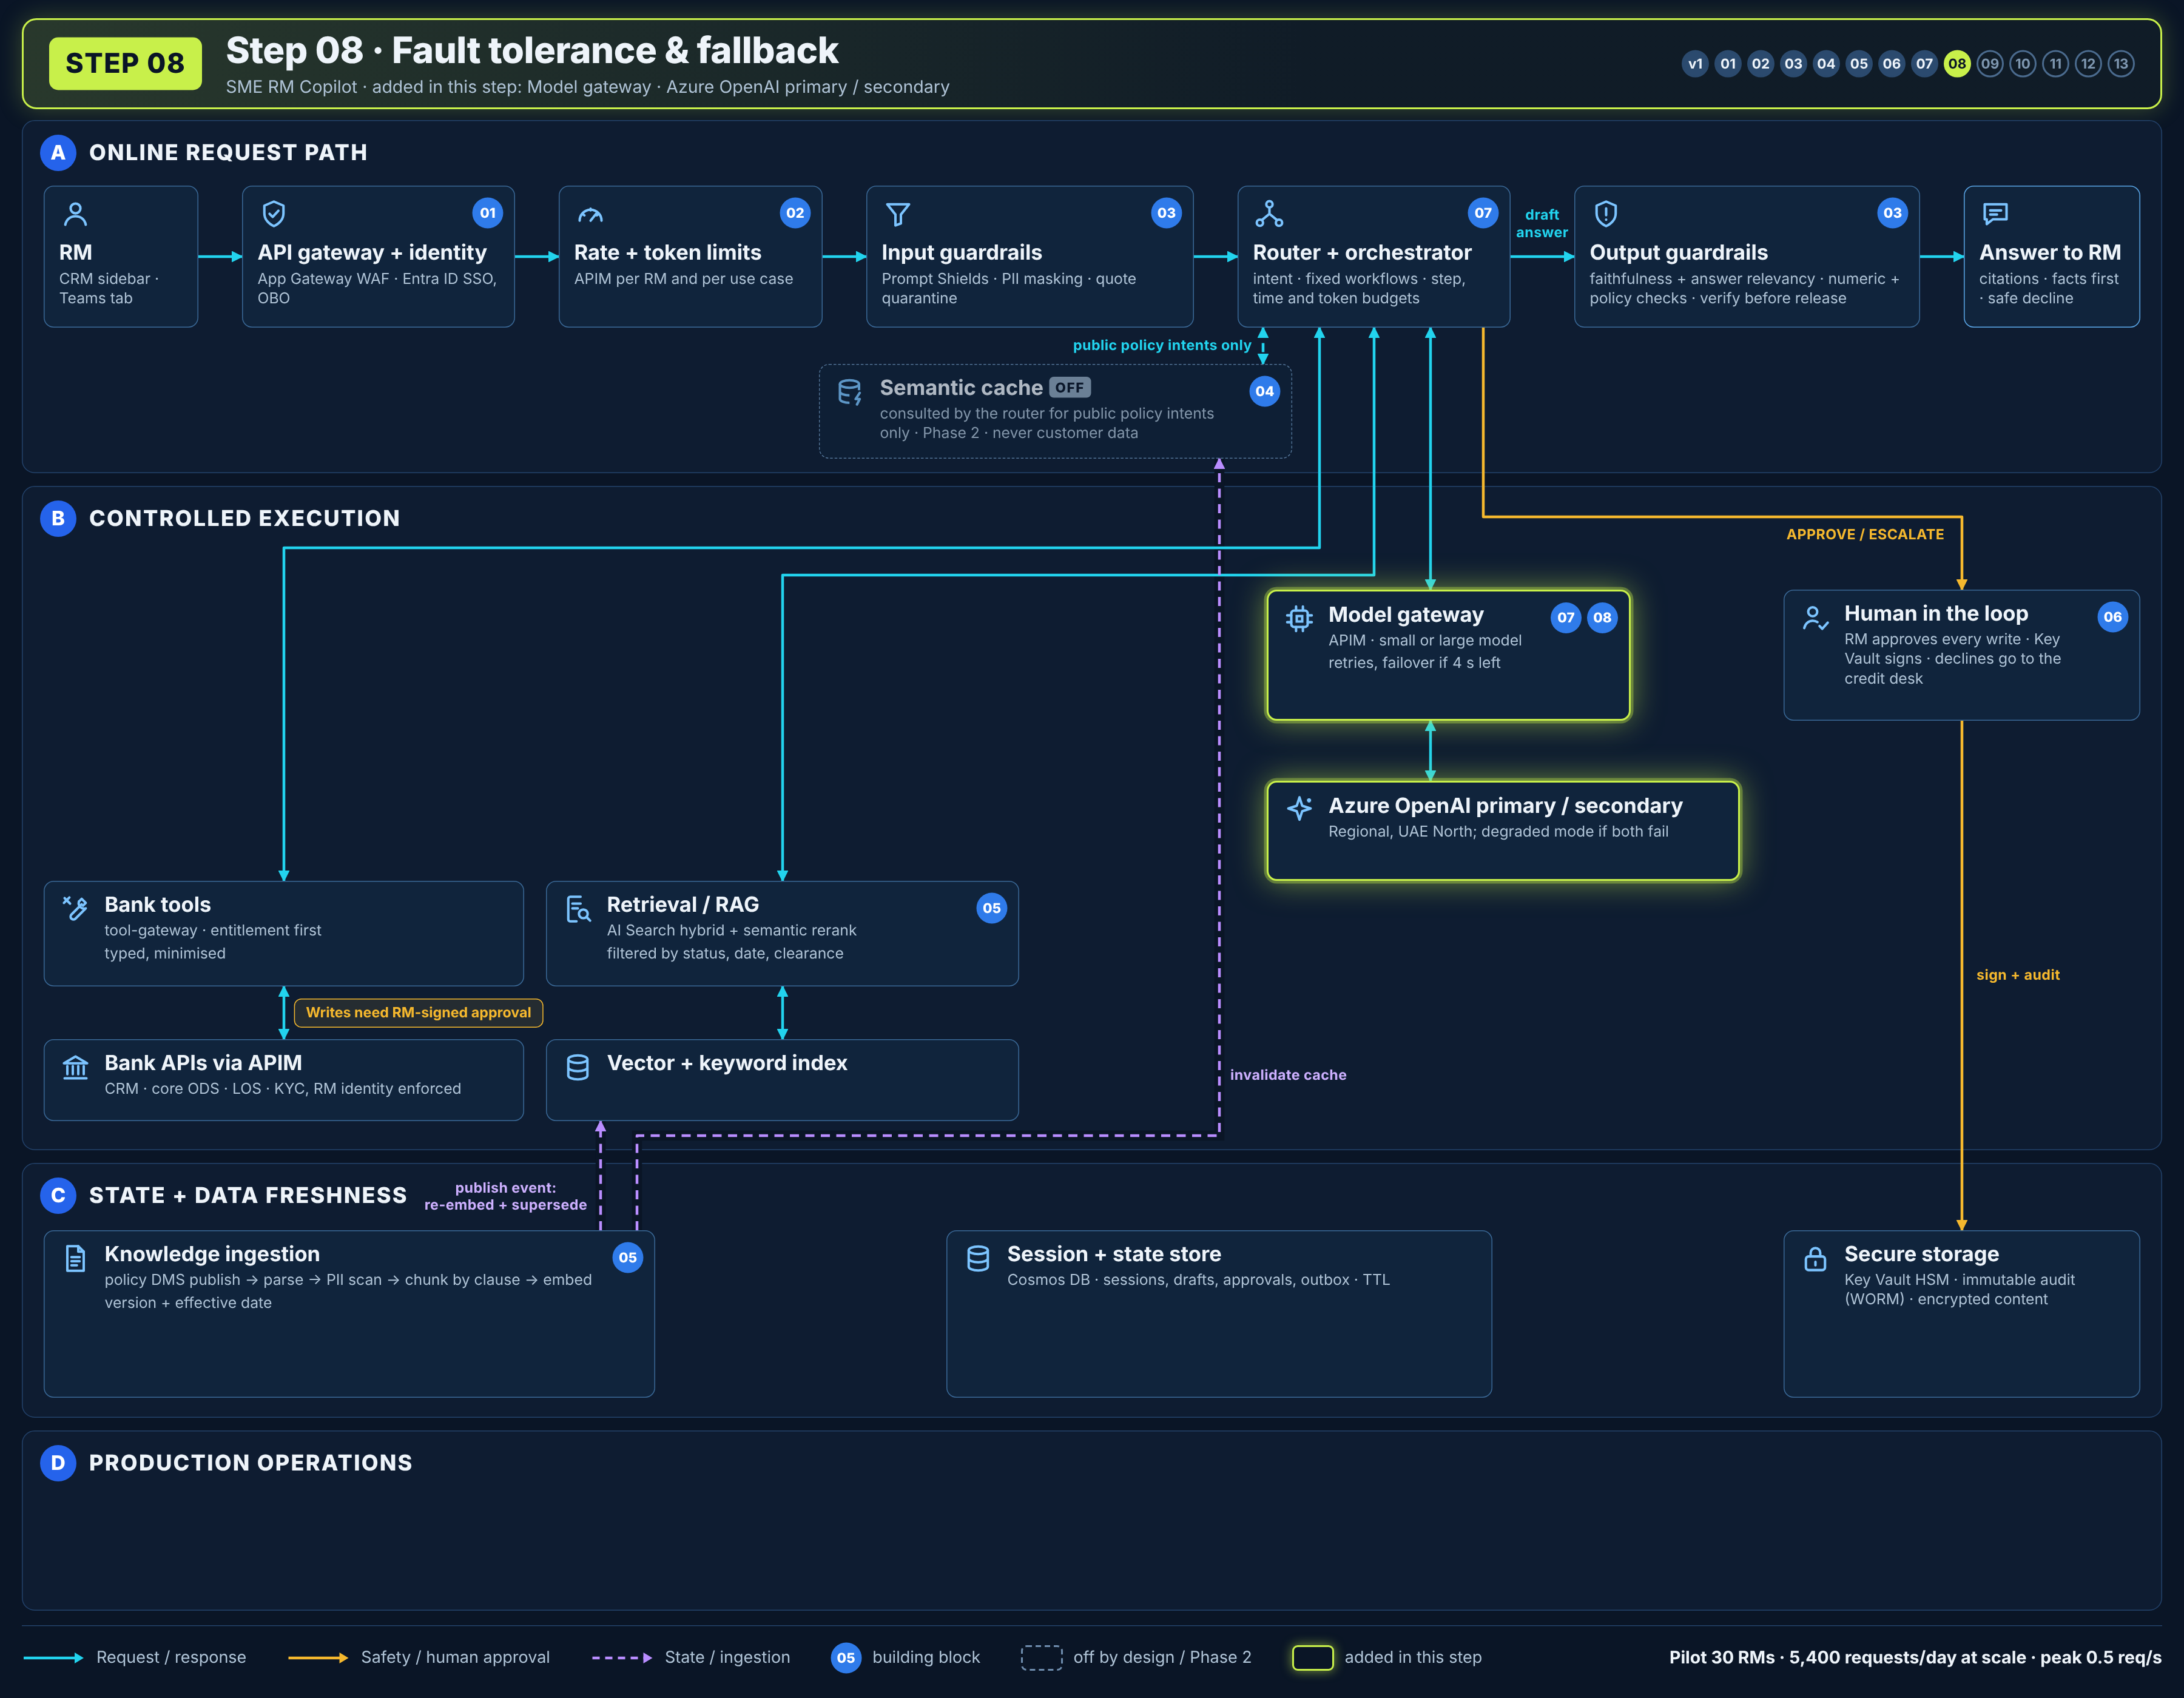 STEP 08
Step 08 · Fault tolerance & fallback
SME RM Copilot · added in this step: Model gateway · Azure OpenAI primary / secondary
v1 01 02 03 04 05 06 07 08 09 10 11 12 13
A ONLINE REQUEST PATH
RM
CRM sidebar ·
Teams tab
01
API gateway + identity
App Gateway WAF · Entra ID SSO,
OBO
02
Rate + token limits
APIM per RM and per use case
03
Input guardrails
Prompt Shields · PII masking · quote
quarantine
07
Router + orchestrator
intent · fixed workflows · step,
time and token budgets
draft
answer
03
Output guardrails
faithfulness + answer relevancy · numeric +
policy checks · verify before release
Answer to RM
citations · facts first
· safe decline
public policy intents only
Semantic cache OFF
04
consulted by the router for public policy intents
only · Phase 2 · never customer data
B CONTROLLED EXECUTION
APPROVE / ESCALATE
Model gateway
07 08
APIM · small or large model
retries, failover if 4 s left
Human in the loop
06
RM approves every write · Key
Vault signs · declines go to the
credit desk
Azure OpenAI primary / secondary
Regional, UAE North; degraded mode if both fail
Bank tools
tool-gateway · entitlement first
typed, minimised
Retrieval / RAG
05
AI Search hybrid + semantic rerank
filtered by status, date, clearance
sign + audit
Writes need RM-signed approval
Bank APIs via APIM
CRM · core ODS · LOS · KYC, RM identity enforced
Vector + keyword index
invalidate cache
C STATE + DATA FRESHNESS
publish event:
re-embed + supersede
Knowledge ingestion
05
policy DMS publish → parse → PII scan → chunk by clause → embed
version + effective date
Session + state store
Cosmos DB · sessions, drafts, approvals, outbox · TTL
Secure storage
Key Vault HSM · immutable audit
(WORM) · encrypted content
D PRODUCTION OPERATIONS
Request / response
Safety / human approval
State / ingestion
05 building block
off by design / Phase 2
added in this step
Pilot 30 RMs · 5,400 requests/day at scale · peak 0.5 req/s